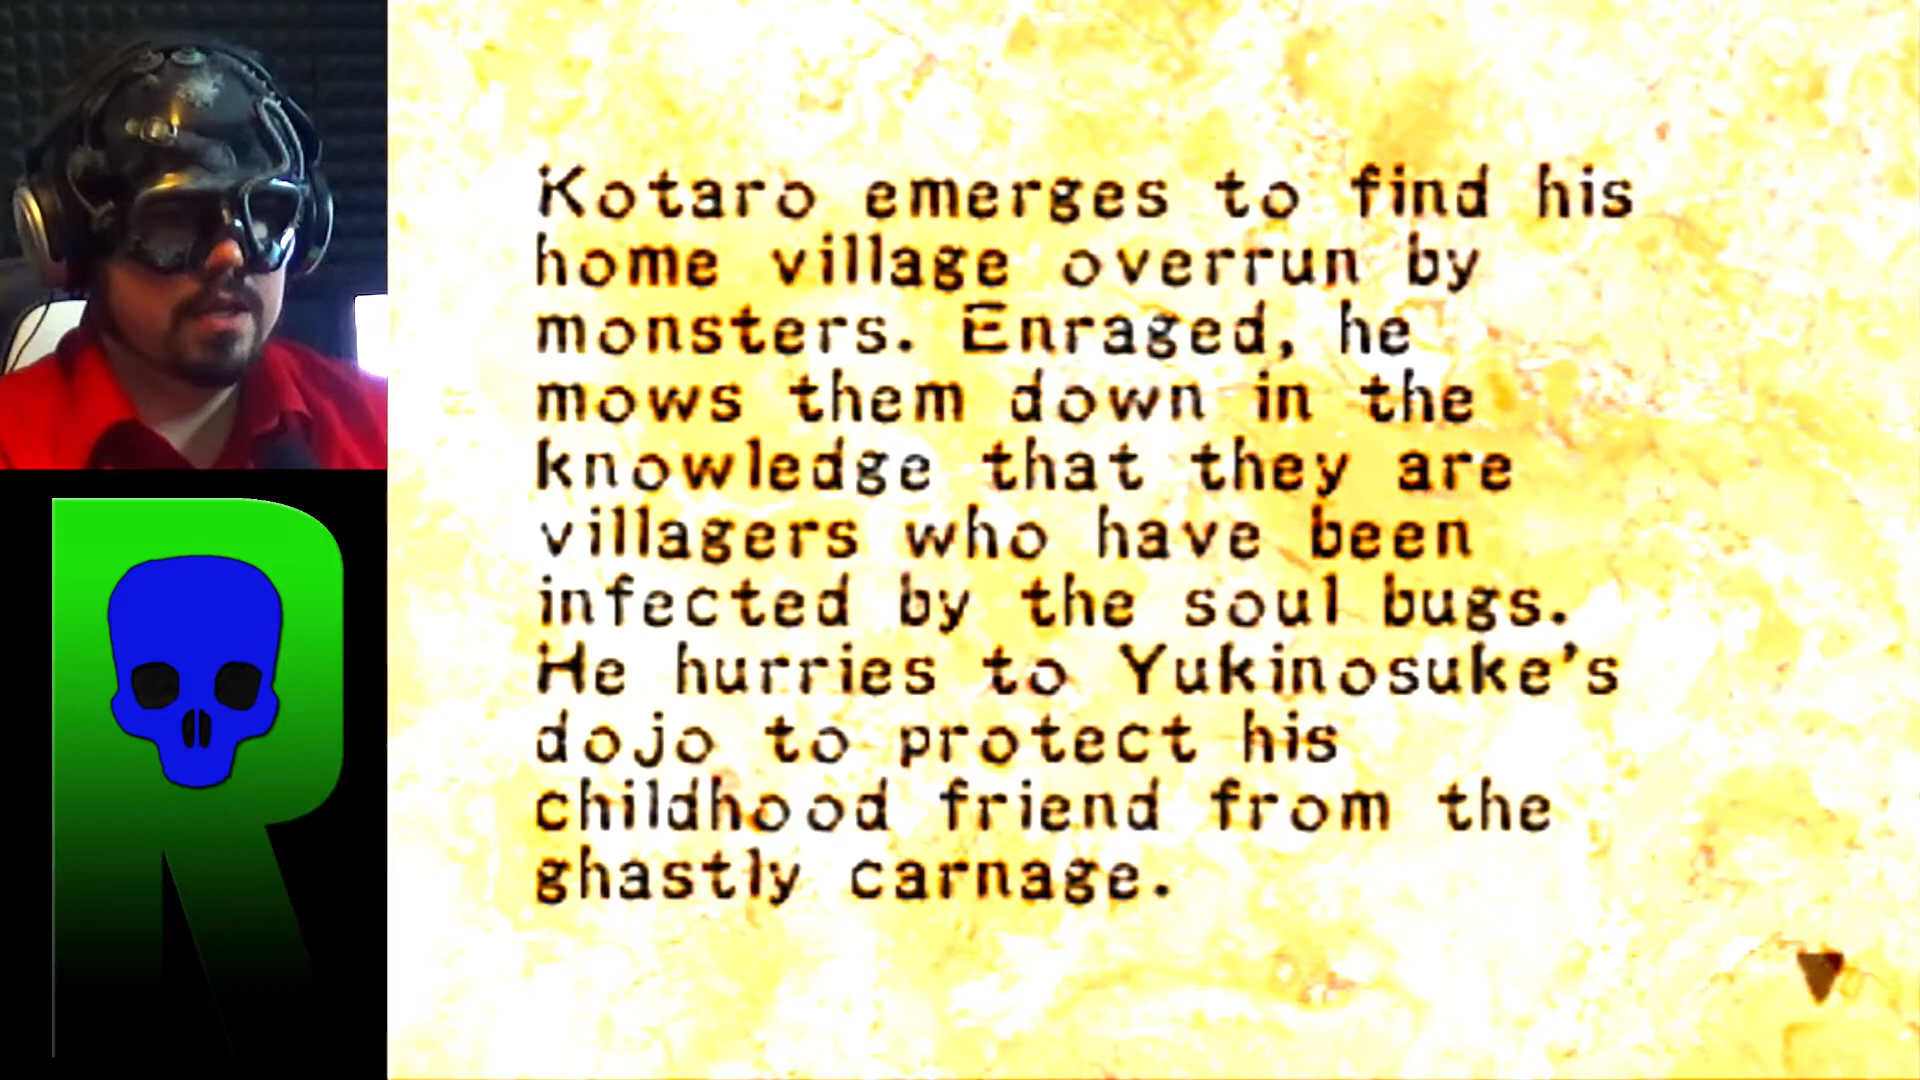 Kotaro emerges to find his
home village overrun by
monsters. Enraged, he
mows them down in the
knowledge that they are
villagers who have been
infected by the soul bugs.
He hurries to Yukinosuke's
dojo to protect his
childhood friend from the
ghastly carnage.
R